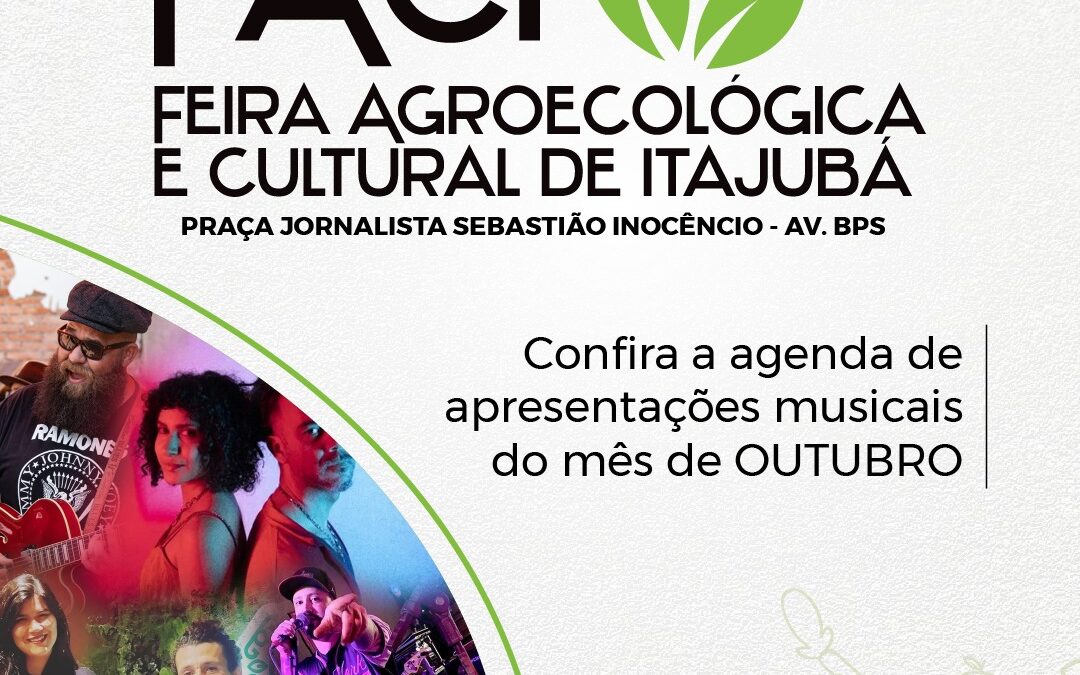 FEIRA AGROECOLÓGICA
E CULTURAL DE ITAJUBÁ
PRAÇA JORNALISTA SEBASTIÃO INOCÊNCIO - AV. BPS
Confira a agenda de
apresentações musicais
do mês de OUTUBRO
RAMONE
JOHNNY